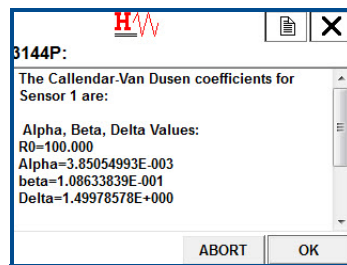 H
3144P:
The Callendar-Van Dusen coefficients for
Sensor 1 are:
Alpha, Beta, Delta Values:
R0=100.000
Alpha=3.85054993E-003
beta=1.08633839E-001
Delta=1.49978578E+000
ABORT OK